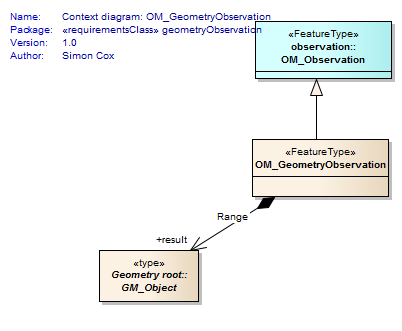 Name: Context diagram: OM_GeometryObservation
Package: «requirementsClass» geometryObservation
Version: 1.0
Author: Simon Cox
«FeatureType»
observation::
OM_Observation
«FeatureType»
OM_GeometryObservation
Range
+result
«type»
Geometry root::
GM_Object